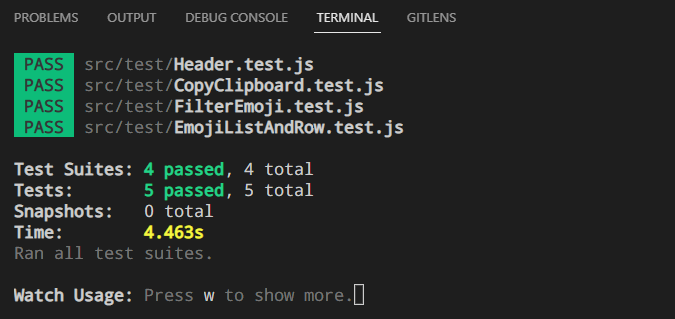 PROBLEMS OUTPUT DEBUG CONSOLE TERMINAL GITLENS
PASS src/test/Header.test.js
PASS src/test/CopyClipboard.test.js
PASS src/test/FilterEmoji.test.js
PASS src/test/EmojiListAndRow.test.js
Test Suites: 4 passed, 4 total
Tests: 5 passed, 5 total
Snapshots: 0 total
Time: 4.463s
Ran all test suites.
Watch Usage: Press w to show more.